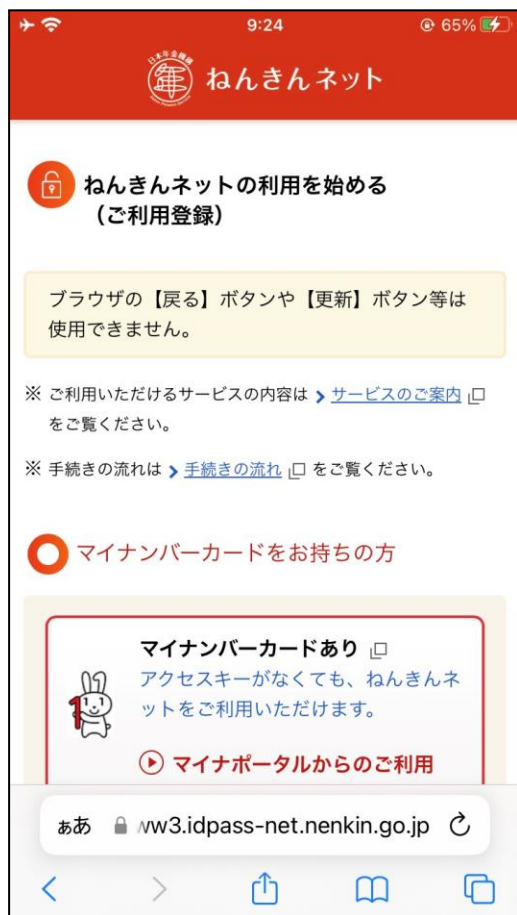 9:24
65%
日本年金機構
ねんきんネット
ねんきんネットの利用を始める
（ご利用登録）
ブラウザの【戻る】ボタンや【更新】ボタン等は
使用できません。
※ ご利用いただけるサービスの内容は サービスのご案内
をご覧ください。
※ 手続きの流れは 手続きの流れ をご覧ください。
マイナンバーカードをお持ちの方
マイナンバーカードあり
アクセスキーがなくても、ねんきんネ
ットをご利用いただけます。
マイナポータルからのご利用
ぁあ
ww3.idpass-net.nenkin.go.jp